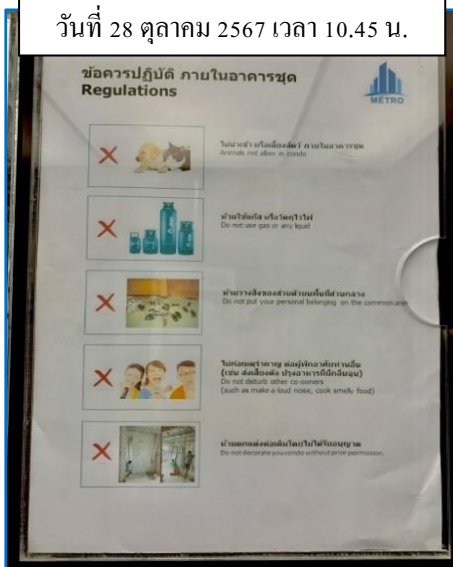 วันที่ 28 ตุลาคม 2567 เวลา 10.45 น.
ข้อควรปฏิบัติ ภายในอาคารชุด
Regulations
METRO
ไม่นำเข้า หรือเลี้ยงสัตว์ ภายในอาคารชุด
Animals not allow in condo
ห้ามใช้แก๊ส หรือวัตถุไวไฟ
Do not use gas or any liquid
ห้ามวางสิ่งของส่วนตัวบนพื้นที่ส่วนกลาง
Do not put your personal belonging on the common area
ไม่ก่อเหตุรำคาญ ต่อผู้พักอาศัยท่านอื่น
(เช่น ส่งเสียงดัง ปรุงอาหารที่มีกลิ่นฉุน)
Do not disturb other co-owners
(such as make a loud noise, cook smelly food)
ห้ามตกแต่งต่อเติมโดยไม่ได้รับอนุญาต
Do not decorate you condo without prior permission.